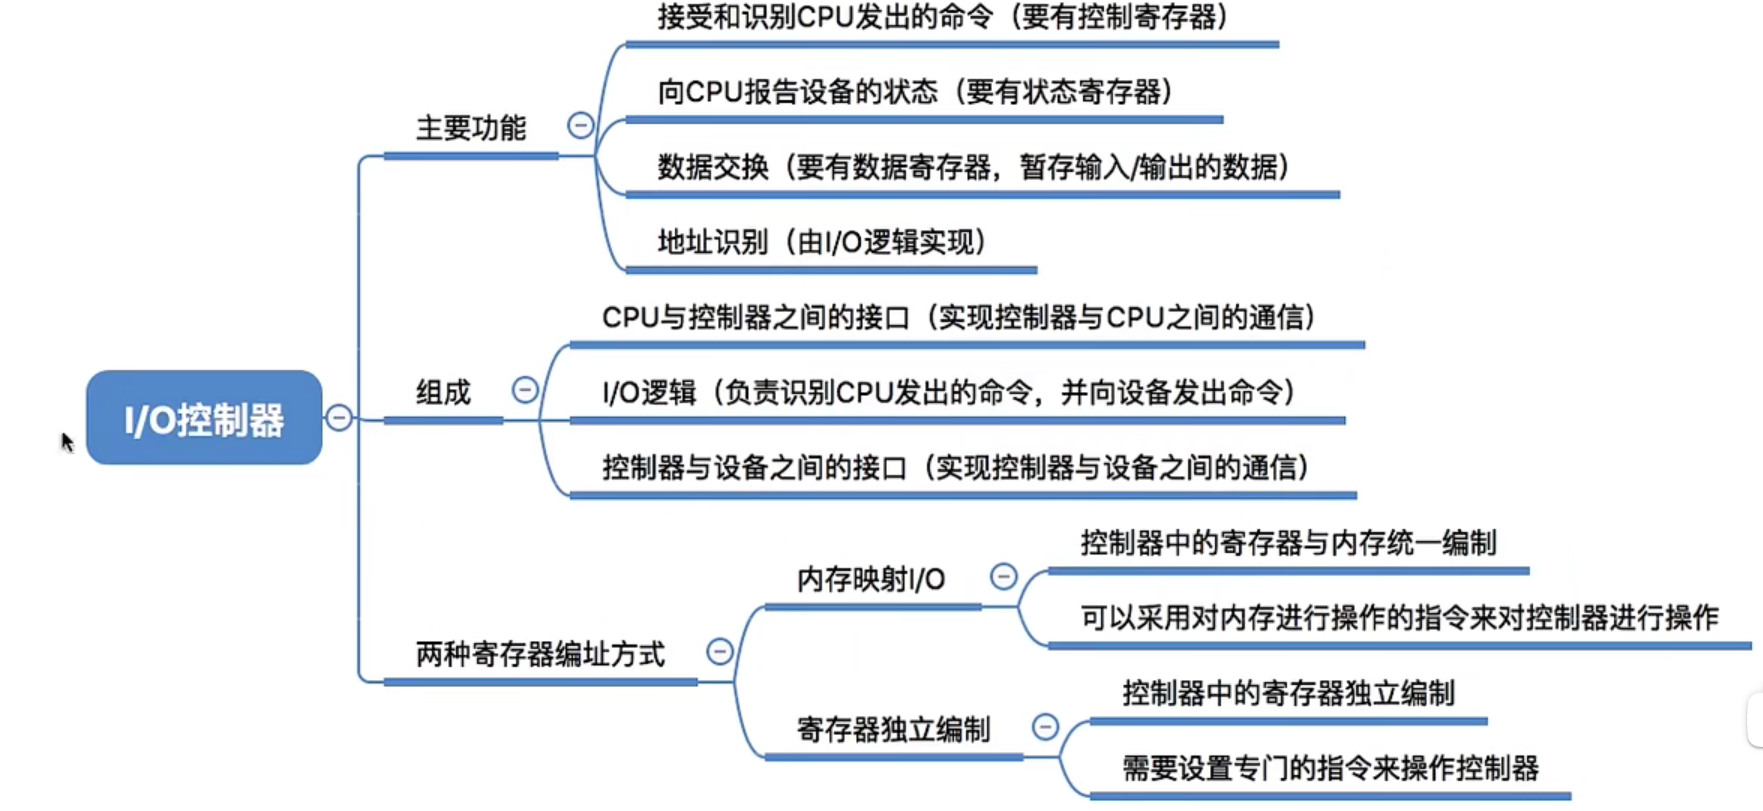 接受和识别CPU发出的命令（要有控制寄存器）
向CPU报告设备的状态（要有状态寄存器）
主要功能
数据交换（要有数据寄存器，暂存输入/输出的数据）
地址识别（由I/O逻辑实现）
CPU与控制器之间的接口（实现控制器与CPU之间的通信）
组成
I/O逻辑（负责识别CPU发出的命令，并向设备发出命令）
I/O控制器
控制器与设备之间的接口（实现控制器与设备之间的通信）
控制器中的寄存器与内存统一编制
内存映射I/O
可以采用对内存进行操作的指令来对控制器进行操作
两种寄存器编址方式
控制器中的寄存器独立编制
寄存器独立编制
需要设置专门的指令来操作控制器